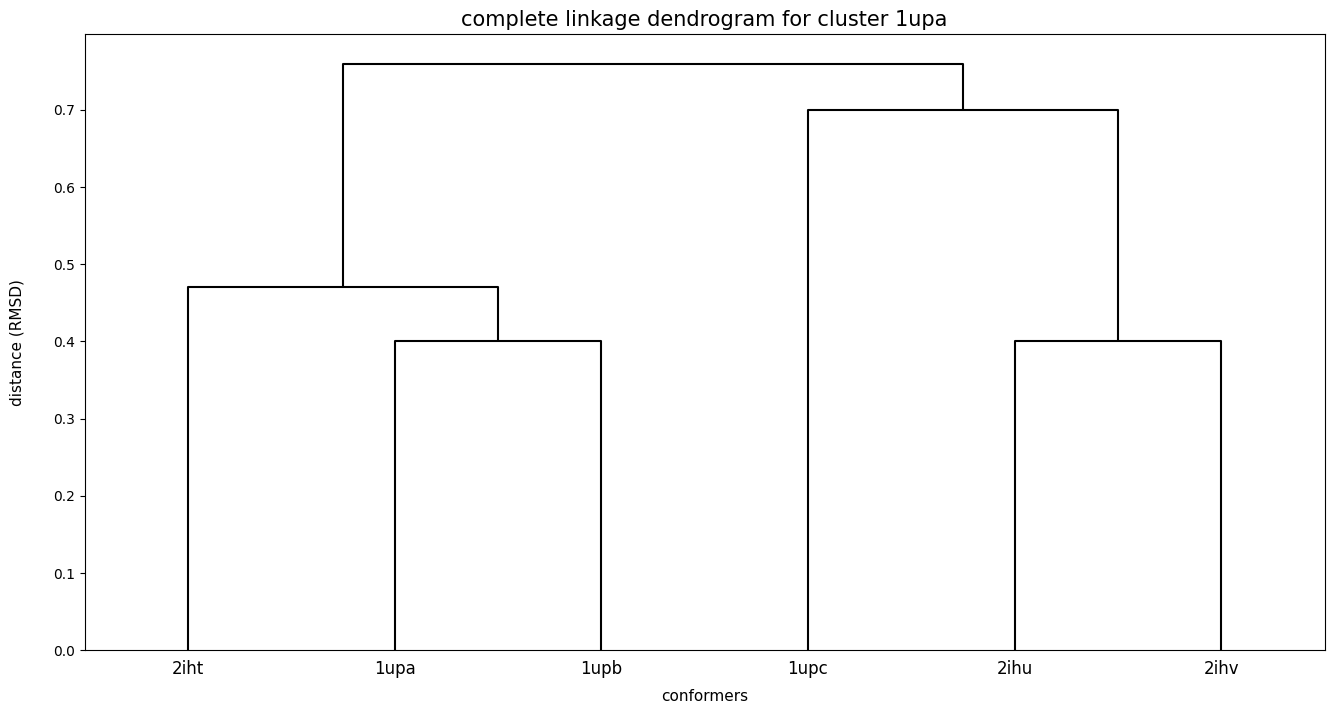 complete linkage dendrogram for cluster 1upa
distance (RMSD)
0.7
0.6
0.5
0.4
0.3
0.2
0.1
0.0
2iht 1upa 1upb 1upc 2ihu 2ihv
conformers